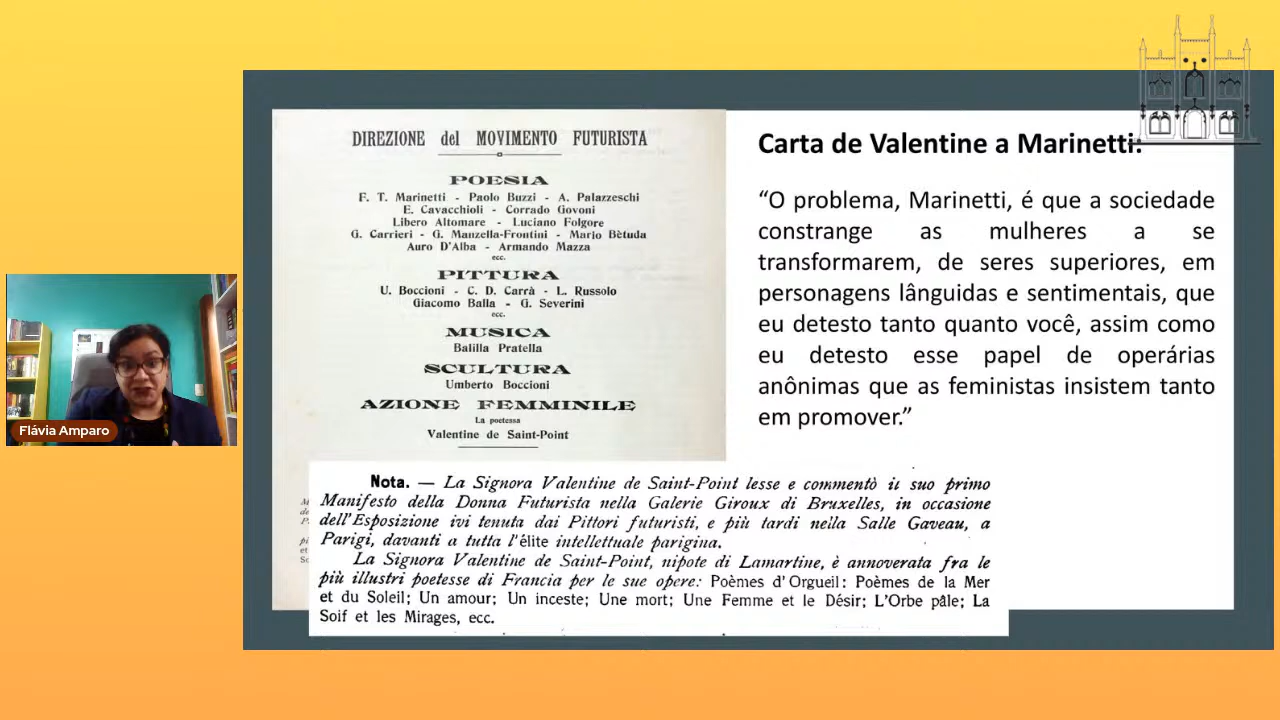 DIREZIONE del MOVIMENTO FUTURISTA
POESIA
F. T. Marinetti - Paolo Buzzi - A. Palazzeschi
E. Cavacchioli - Corrado Govoni
Libero Altomare - Luciano Folgore
G. Carrieri - G. Manzella-Frontini - Mario Bètuda
Auro D'Alba - Armando Mazza
ecc.
PITTURA
U. Boccioni - C. D. Carrà - L. Russolo
Giacomo Balla - G. Severini
ecc.
MUSICA
Balilla Pratella
SCULTURA
Umberto Boccioni
AZIONE FEMMINILE
La poetessa
Valentine de Saint-Point
Nota. — La Signora Valentine de Saint-Point lesse e commentò il suo primo
Manifesto della Donna Futurista nella Galerie Giroux di Bruxelles, in occasione
dell'Esposizione ivi tenuta dai Pittori futuristi, e più tardi nella Salle Gaveau, a
Parigi, davanti a tutta l'élite intellettuale parigina.
La Signora Valentine de Saint-Point, nipote di Lamartine, è annoverata fra le
più illustri poetesse di Francia per le sue opere: Poèmes d'Orgueil: Poèmes de la Mer
et du Soleil; Un amour; Un inceste; Une mort; Une Femme et le Désir; L'Orbe pâle; La
Soif et les Mirages, ecc.
Carta de Valentine a Marinetti:
“O problema, Marinetti, é que a sociedade
constrange as mulheres a se
transformarem, de seres superiores, em
personagens lânguidas e sentimentais, que
eu detesto tanto quanto você, assim como
eu detesto esse papel de operárias
anônimas que as feministas insistem tanto
em promover.”
Flávia Amparo